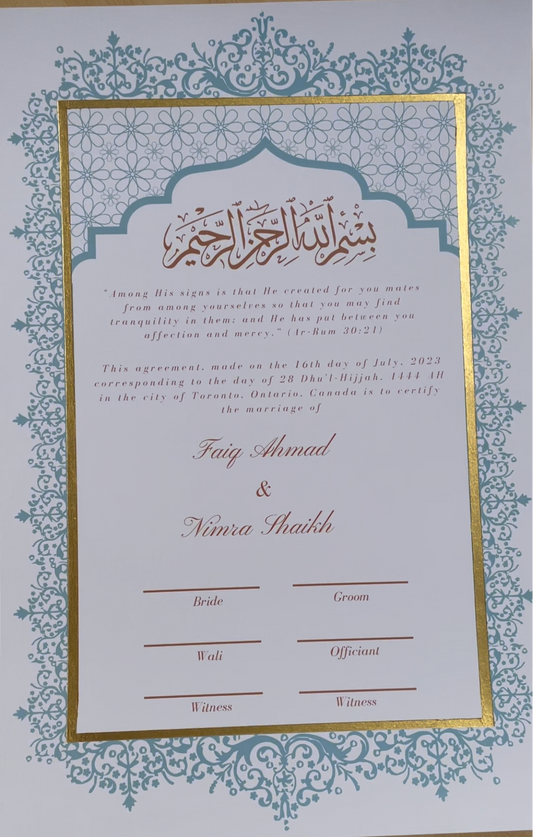 بسم الله الرحمن الرحيم
"Among His signs is that He created for you mates
from among yourselves so that you may find
tranquility in them; and He has put between you
affection and mercy." (Ar-Rum 30:21)
This agreement, made on the 16th day of July, 2023
corresponding to the day of 28 Dhu'l-Hijjah, 1444 AH
in the city of Toronto, Ontario, Canada is to certify
the marriage of
Faiq Ahmad
&
Nimra Shaikh
Bride Groom
Wali Officiant
Witness Witness